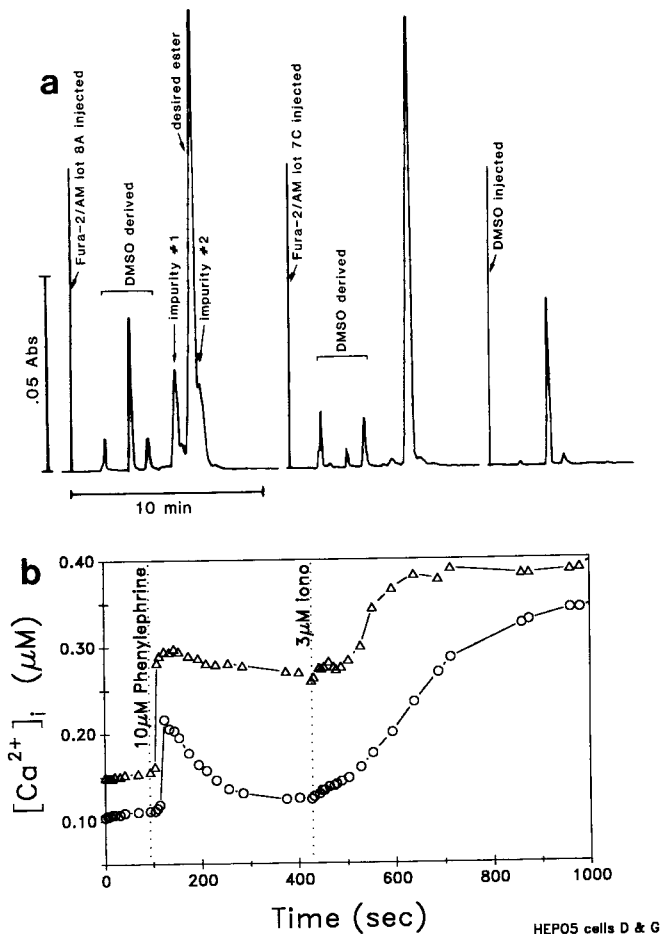 a
Fura-2/AM lot 8A injected
DMSO derived
impurity #1
desired ester
impurity #2
Fura-2/AM lot 7C injected
DMSO derived
DMSO injected
.05 Abs
10 min
b
[Ca2+]i (µM)
0.40
0.30
0.20
0.10
10µM Phenylephrine
3µM Iono
0
200
400
600
800
1000
Time (sec)
HEPO5 cells D & G